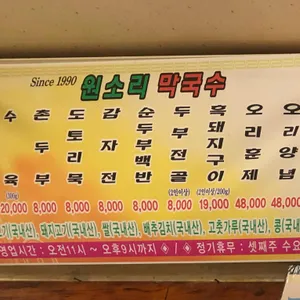 Since 1990 원소리 막국수
수육
촌두부
도토리묵
감자전
순두부백반
두부전골
흑돼지구이
오리훈제
오리양념
(300g) (2인이상) (2인이상/200g)
20,000 8,000 8,000 8,000 8,000 8,000 19,000 48,000 48,0
고기(국내산), 돼지고기(국내산), 쌀(국내산), 배추김치(국내산), 고춧가루(국내산), 콩(
영업시간 : 오전11시 ~ 오후9시까지 ☆ 정기휴무 : 셋째주 수요